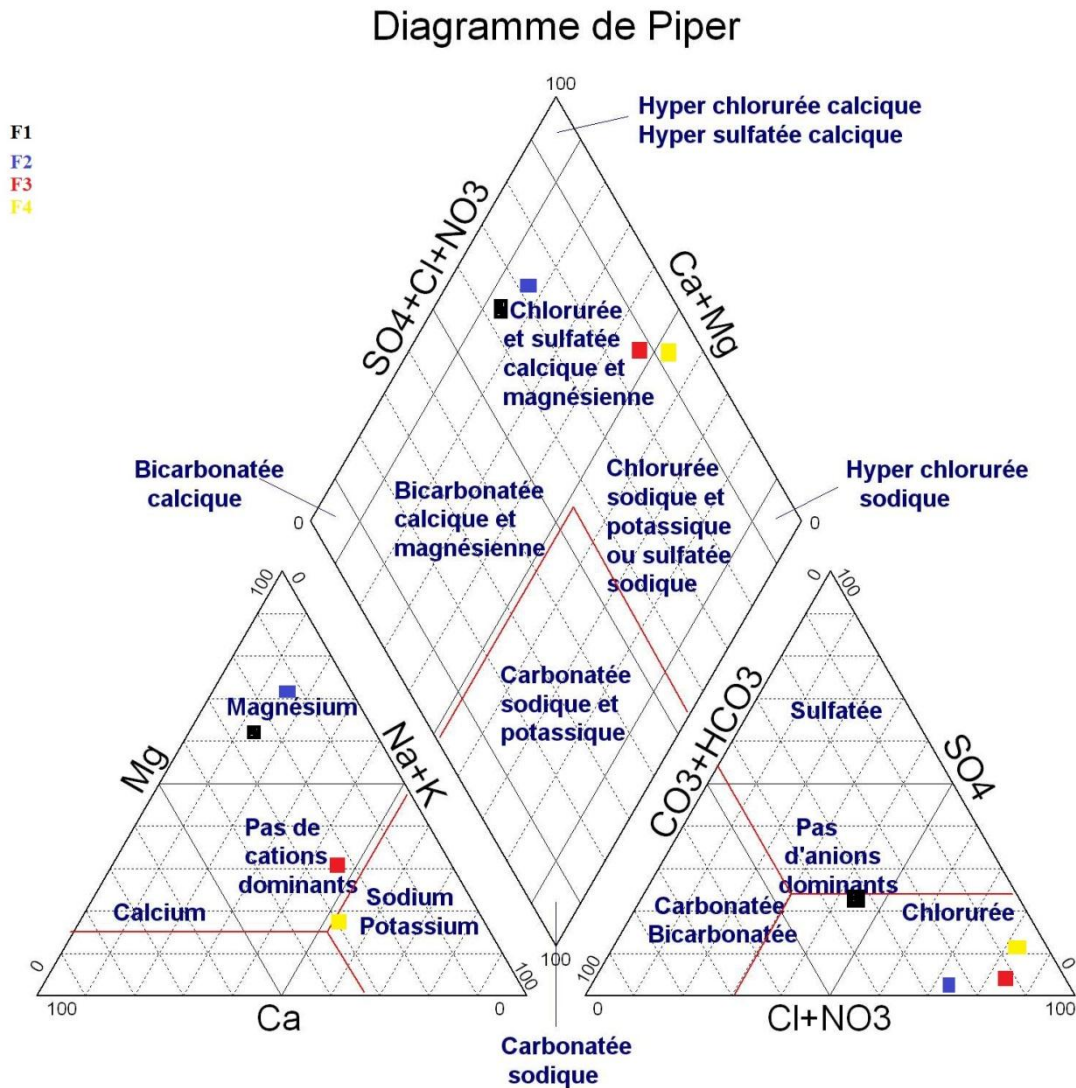 Diagramme de Piper
F1
F2
F3
F4
100
Hyper chlorurée calcique
Hyper sulfatée calcique
SO4+Cl+NO3
Ca+Mg
Chlorurée
et sulfatée
calcique et
magnésienne
Bicarbonatée
calcique
Bicarbonatée
calcique et
magnésienne
Chlorurée
sodique et
potassique
ou sulfatée
sodique
Hyper chlorurée
sodique
0
0
Carbonatée
sodique et
potassique
100
Carbonatée
sodique
100
0
Magnésium
Mg
Na+K
Pas de
cations
dominants
Calcium
Sodium
Potassium
0
100
100
Ca
0
0
100
Sulfatée
CO3+HCO3
SO4
Pas
d'anions
dominants
Carbonatée
Bicarbonatée
Chlorurée
100
0
0
Cl+NO3
100